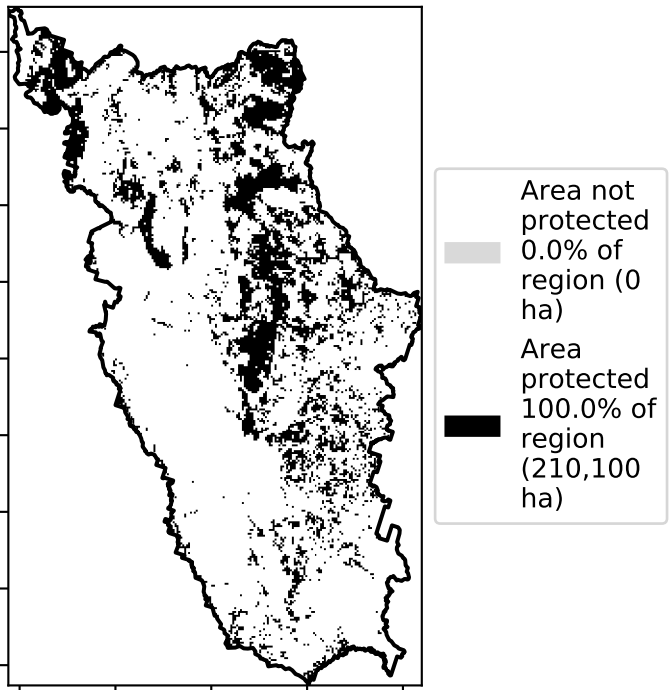 Area not
protected
0.0% of
region (0
ha)
Area
protected
100.0% of
region
(210,100
ha)